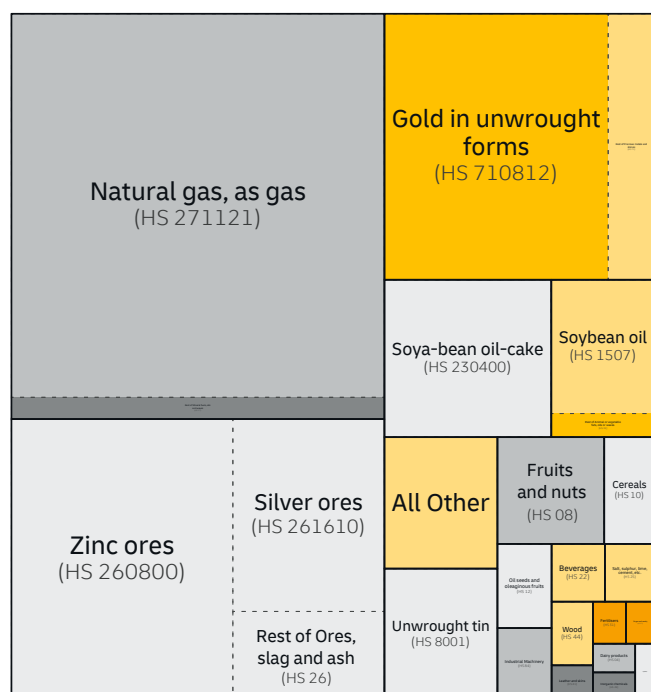 Natural gas, as gas
(HS 271121)
Gold in unwrought
forms
(HS 710812)
Soya-bean oil-cake
(HS 230400)
Soybean oil
(HS 1507)
Zinc ores
(HS 260800)
Silver ores
(HS 261610)
Rest of Ores,
slag and ash
(HS 26)
All Other
Unwrought tin
(HS 8001)
Fruits
and nuts
(HS 08)
Cereals
(HS 10)
Oil seeds and
oleaginous fruits
(HS 12)
Beverages
(HS 22)
Salt, sulphur, lime,
cement, etc.
(HS 25)
Wood
(HS 44)
Fertilizers
Industrial Machinery
Dairy products